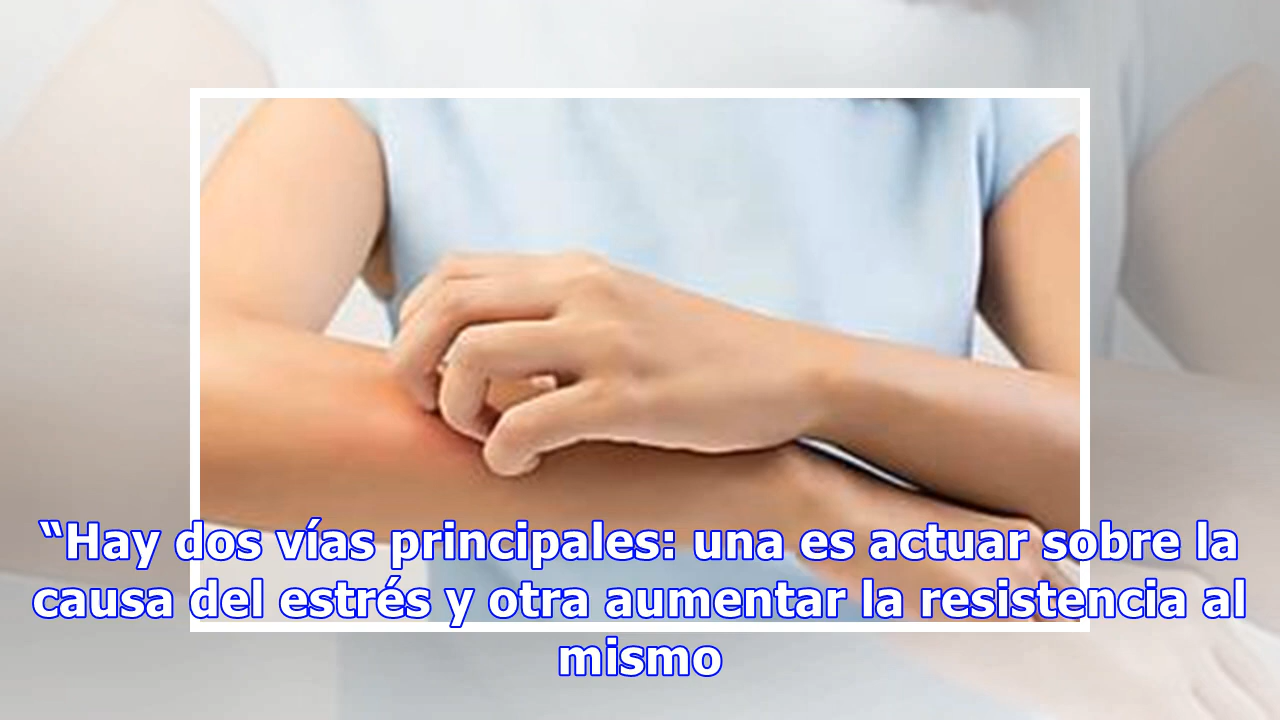 “Hay dos vías principales: una es actuar sobre la
causa del estrés y otra aumentar la resistencia al
mismo